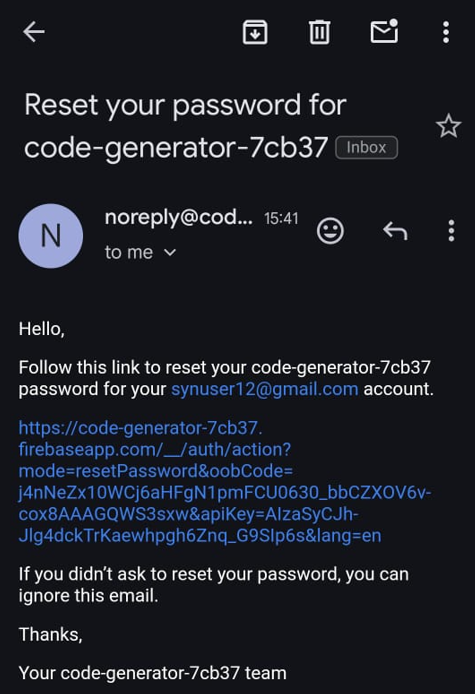 Reset your password for
code-generator-7cb37 Inbox
N
noreply@cod... 15:41
to me
Hello,
Follow this link to reset your code-generator-7cb37
password for your synuser12@gmail.com account.
https://code-generator-7cb37.
firebaseapp.com/__/auth/action?
mode=resetPassword&oobCode=
j4nNeZx10WCj6aHFgN1pmFCU0630_bbCZXOV6v-
cox8AAAGQWS3sxw&apiKey=AIzaSyCJh-
JIg4dckTrKaewhpgh6Znq_G9SIp6s&lang=en
If you didn’t ask to reset your password, you can
ignore this email.
Thanks,
Your code-generator-7cb37 team